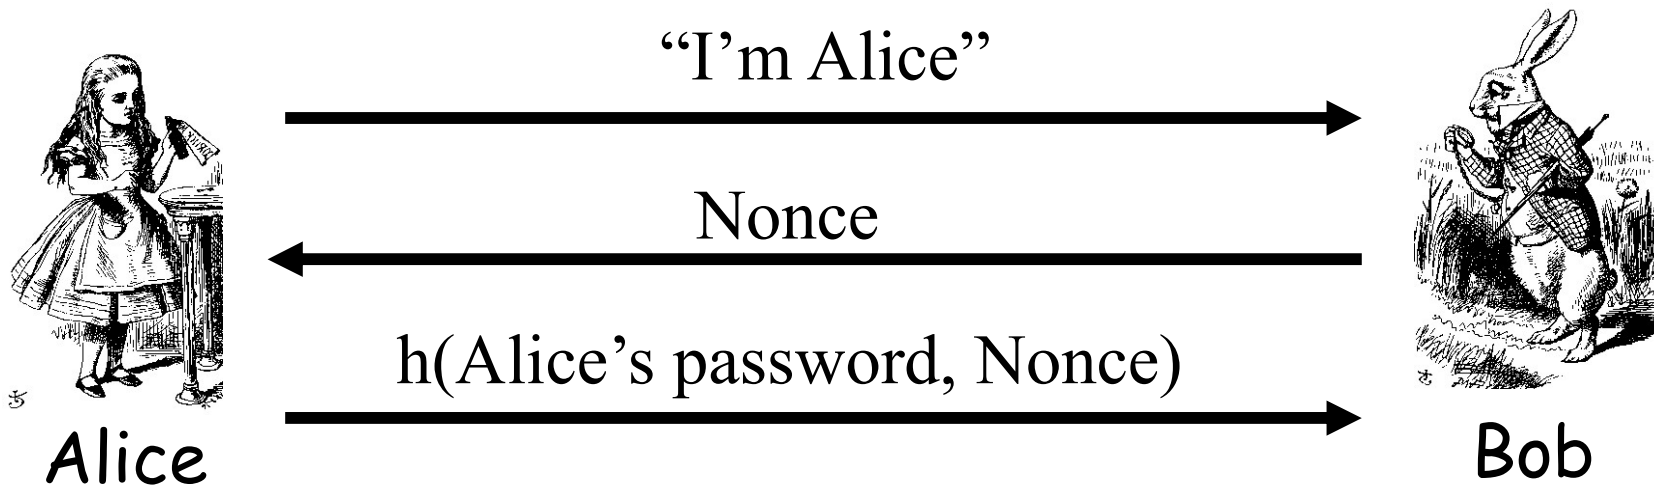 “I’m Alice”
Nonce
h(Alice’s password, Nonce)
Alice
Bob